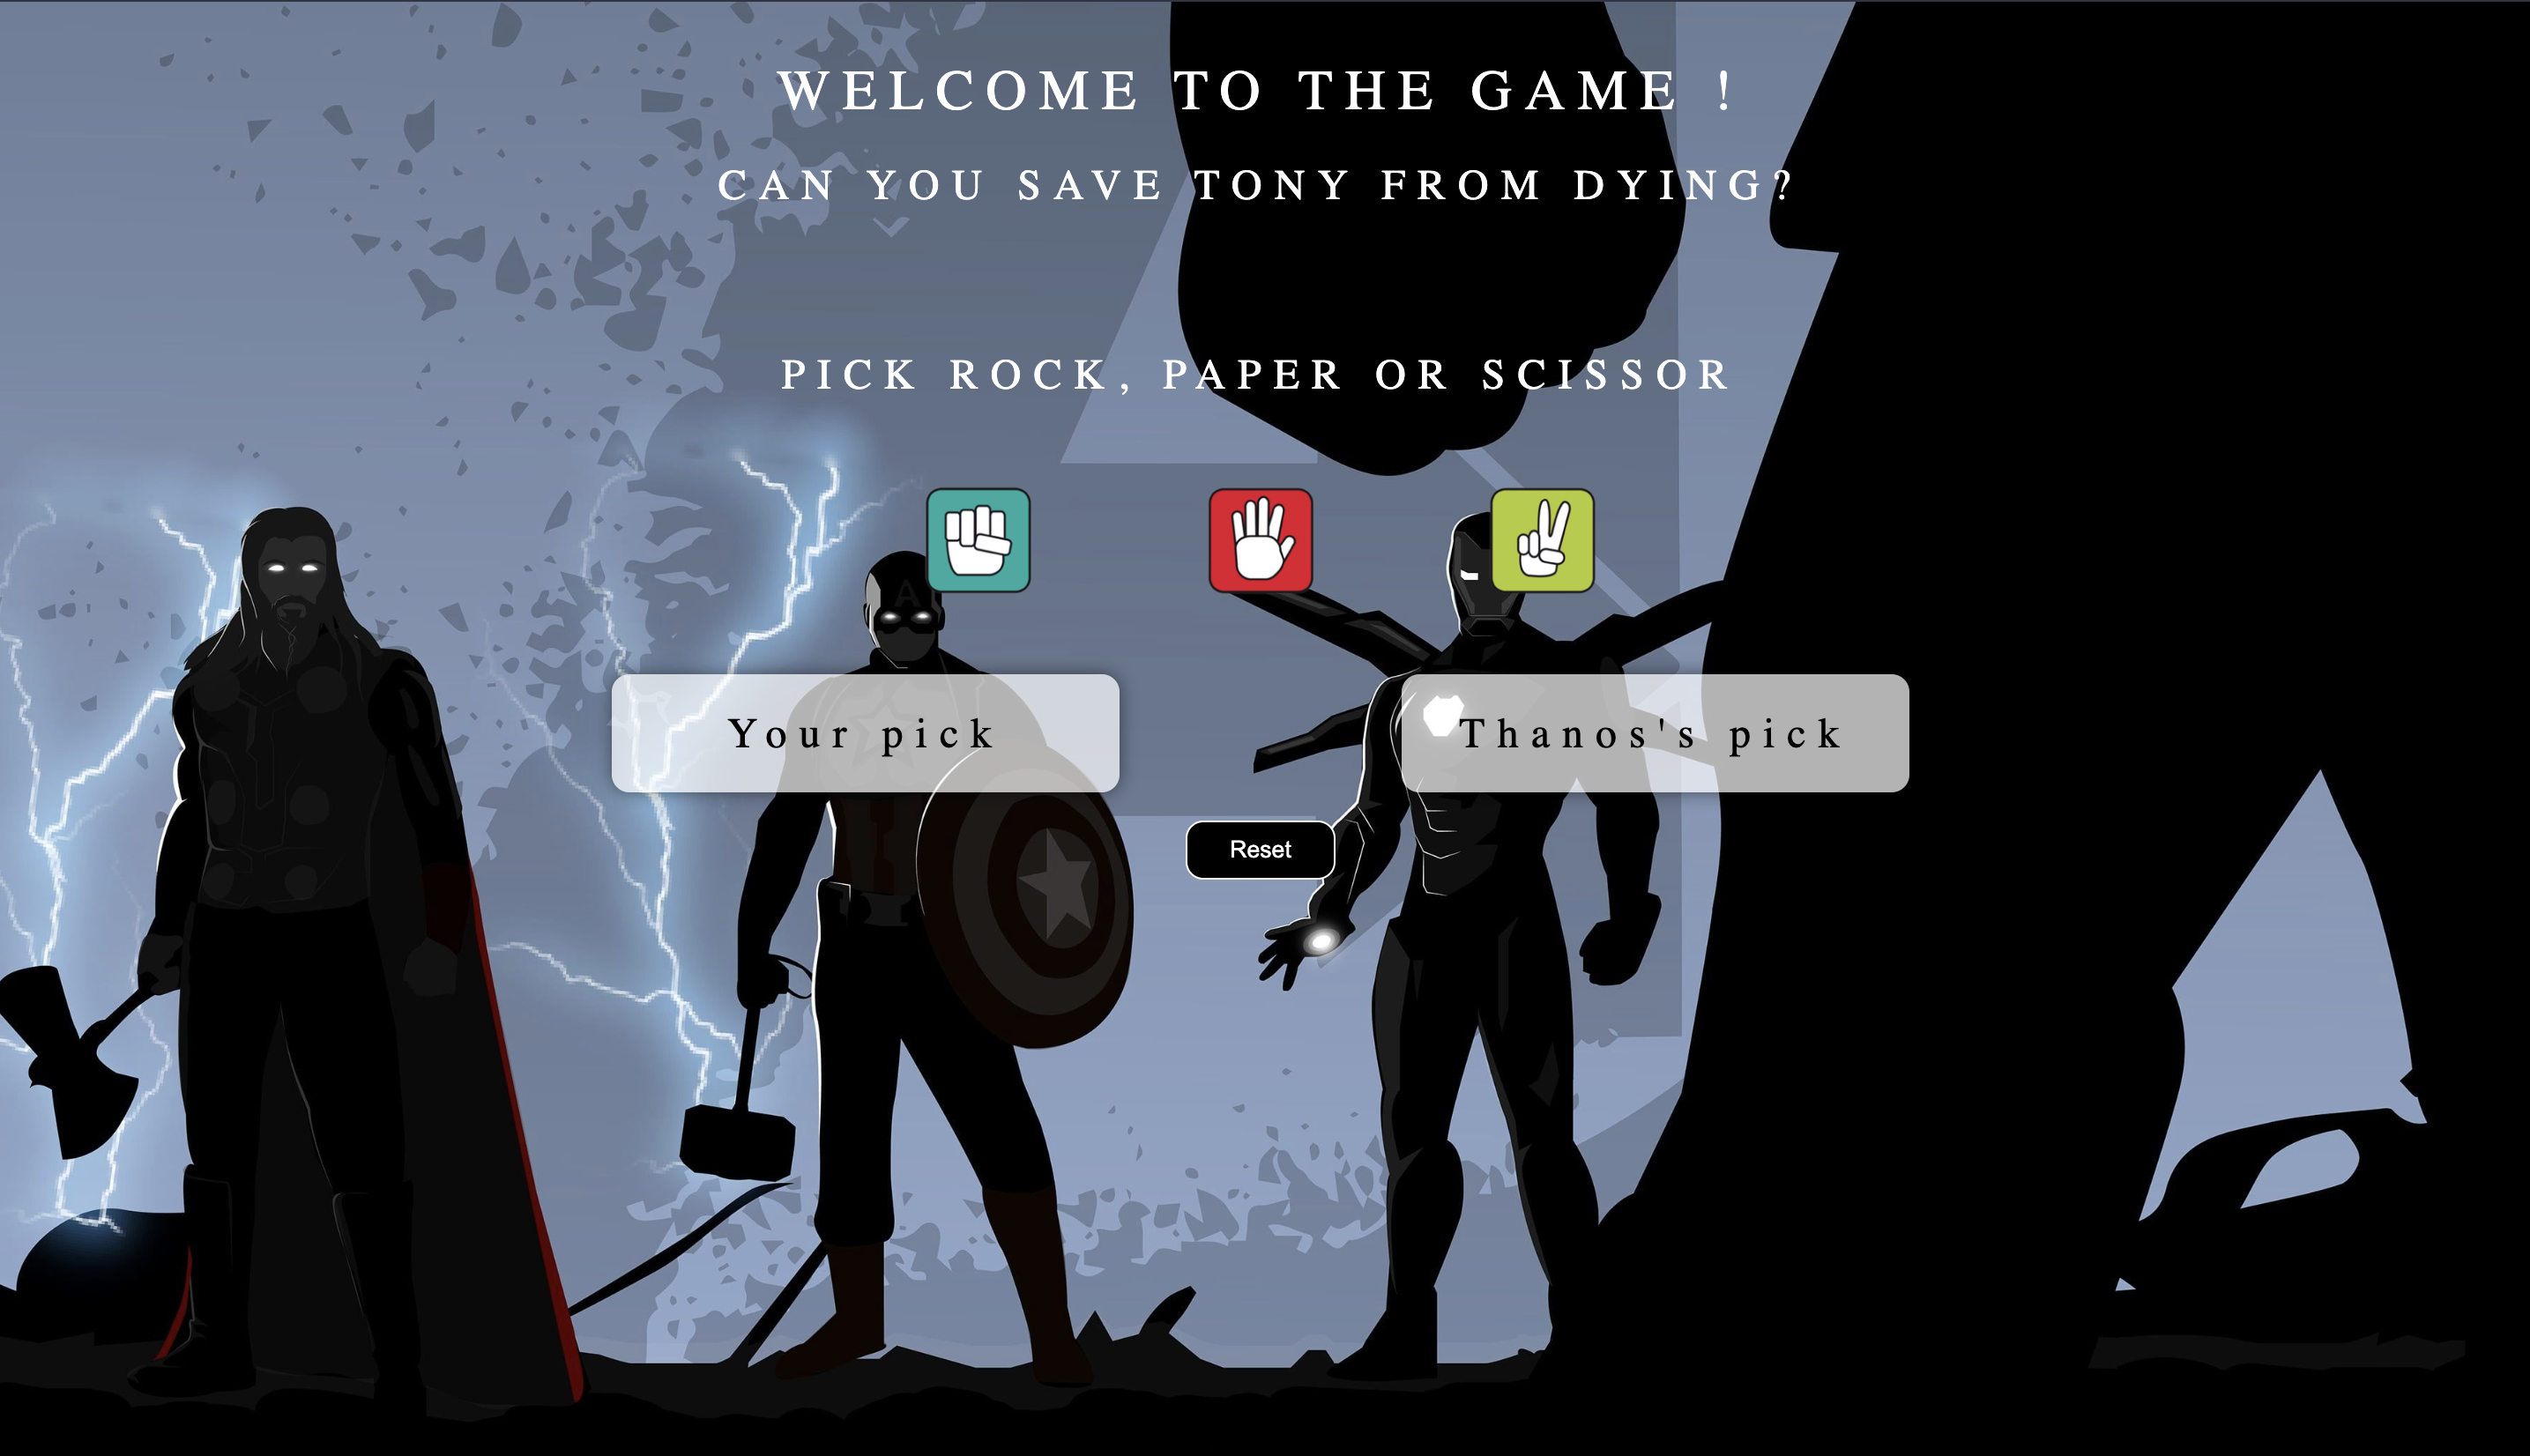 WELCOME TO THE GAME !
CAN YOU SAVE TONY FROM DYING?
PICK ROCK, PAPER OR SCISSOR
A
Your pick
Thanos's pick
Reset